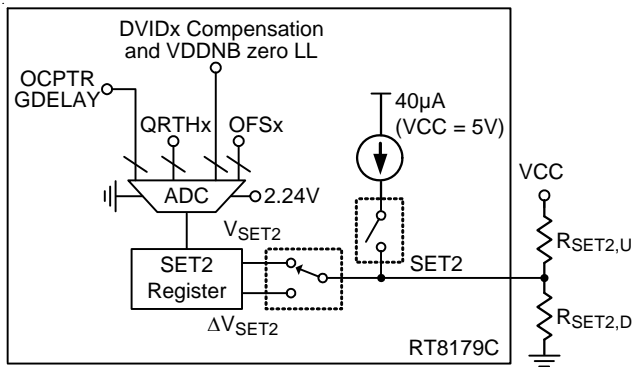 DVIDx Compensation
and VDDNB zero LL
OCPTR
GDELAY
QRTHx
OFSx
40µA
(VCC = 5V)
VCC
ADC
2.24V
VSET2
SET2
Register
SET2
RSET2,U
RSET2,D
ΔVSET2
RT8179C